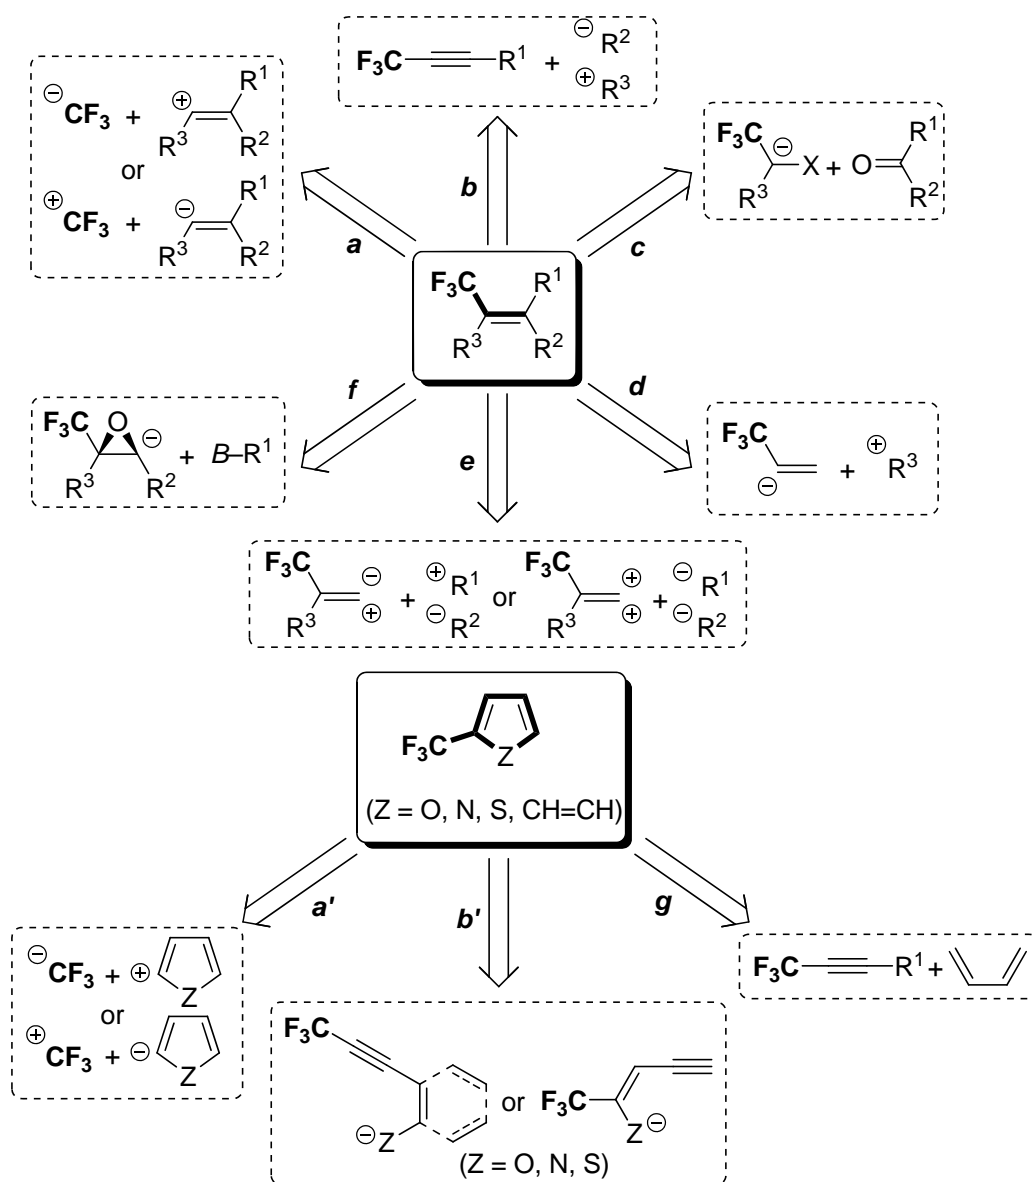 F₃C R¹ + ⊖R²
⊕R³
⊖CF₃ + ⊕ R¹ R³ R²
or
⊕CF₃ + ⊖ R¹ R³ R²
F₃C ⊖ X + O R¹ R³ R²
a
b
c
F₃C R¹ R³ R²
f
e
d
F₃C O ⊖ R³ R² + B–R¹
F₃C ⊖ + ⊕R³
F₃C R³ ⊖ ⊕ + ⊕R¹ ⊖R² or F₃C R³ ⊕ ⊕ + ⊖R¹ ⊖R²
F₃C Z
(Z = O, N, S, CH=CH)
a'
b'
g
⊖CF₃ + ⊕ Z
or
⊕CF₃ + ⊖ Z
F₃C ⊖Z or F₃C Z⊖
(Z = O, N, S)
F₃C R¹ +